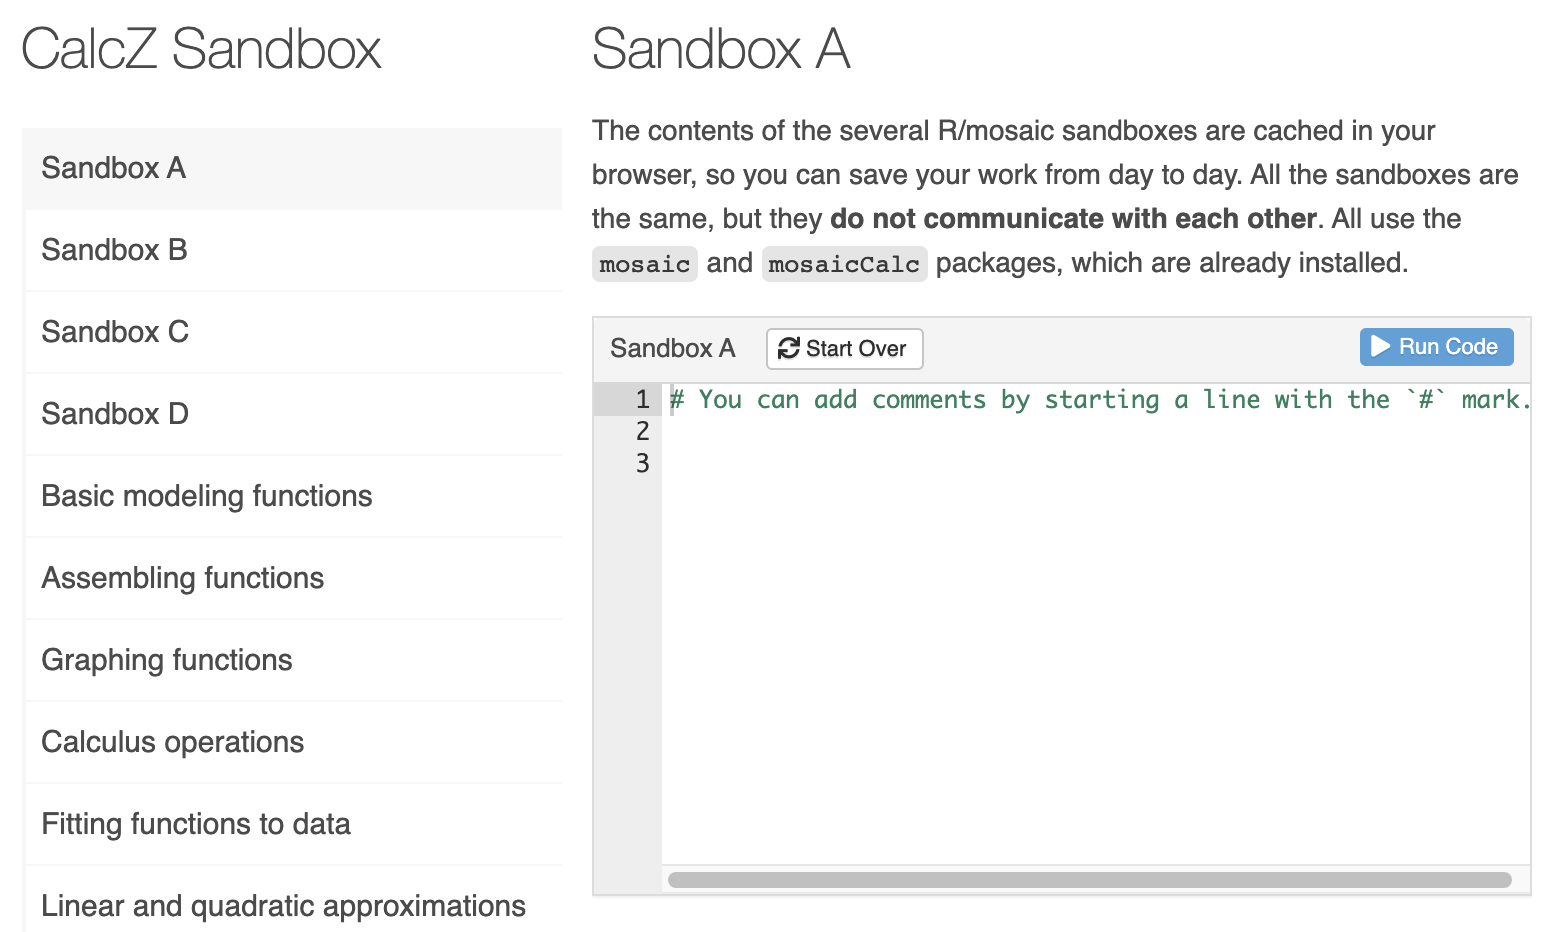 CalcZ Sandbox
Sandbox A
Sandbox B
Sandbox C
Sandbox D
Basic modeling functions
Assembling functions
Graphing functions
Calculus operations
Fitting functions to data
Linear and quadratic approximations
Sandbox A
The contents of the several R/mosaic sandboxes are cached in your
browser, so you can save your work from day to day. All the sandboxes are
the same, but they do not communicate with each other. All use the
mosaic and mosaicCalc packages, which are already installed.
Sandbox A Start Over Run Code
1 # You can add comments by starting a line with the `#` mark.
2
3